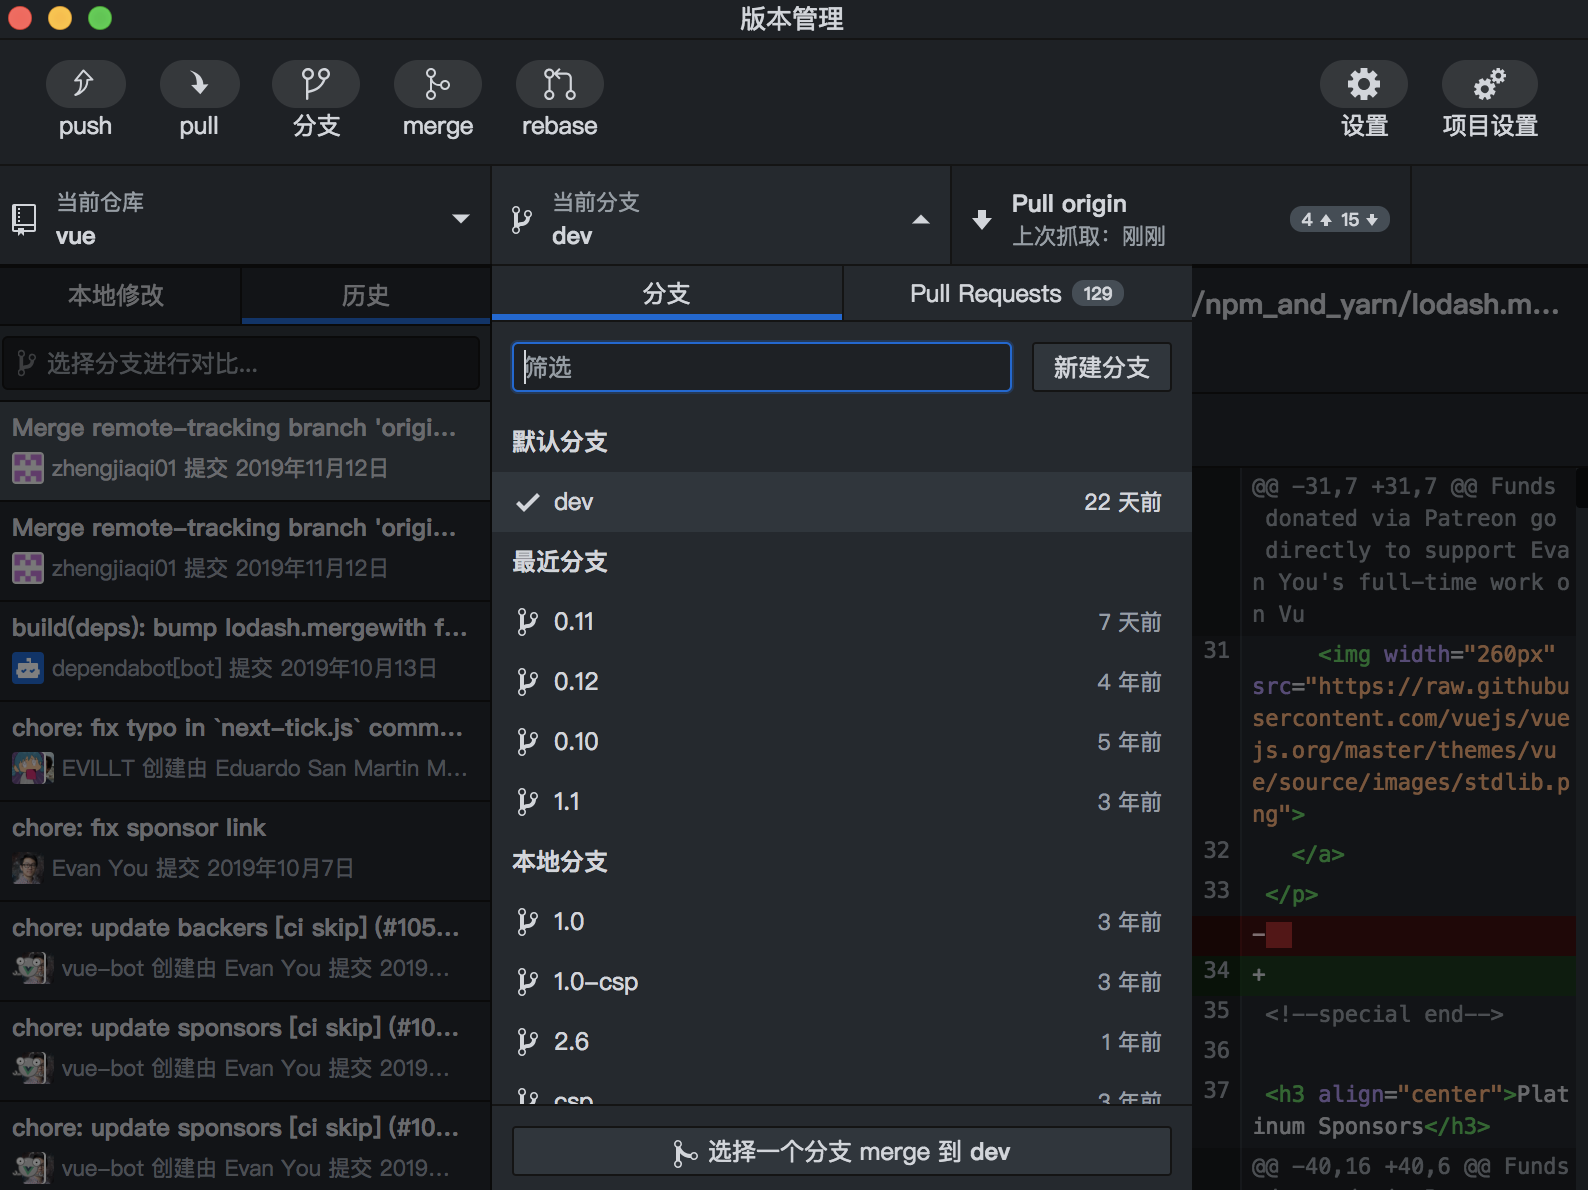 版本管理
push
pull
分支
merge
rebase
设置
项目设置
当前仓库
vue
当前分支
dev
Pull origin
上次抓取：刚刚
4 15
本地修改
历史
选择分支进行对比...
Merge remote-tracking branch 'origi...
zhengjiaqi01 提交 2019年11月12日
Merge remote-tracking branch 'origi...
zhengjiaqi01 提交 2019年11月12日
build(deps): bump lodash.mergewith f...
dependabot[bot] 提交 2019年10月13日
chore: fix typo in `next-tick.js` comm...
EVILLT 创建由 Eduardo San Martin M...
chore: fix sponsor link
Evan You 提交 2019年10月7日
chore: update backers [ci skip] (#105...
vue-bot 创建由 Evan You 提交 2019...
chore: update sponsors [ci skip] (#10...
vue-bot 创建由 Evan You 提交 2019...
chore: update sponsors [ci skip] (#10...
vue-bot 创建由 Evan You 提交 2019...
分支
Pull Requests 129
筛选
新建分支
默认分支
dev 22 天前
最近分支
0.11 7 天前
0.12 4 年前
0.10 5 年前
1.1 3 年前
本地分支
1.0 3 年前
1.0-csp 3 年前
2.6 1 年前
csp 3 年前
选择一个分支 merge 到 dev
/npm_and_yarn/lodash.m...
@@ -31,7 +31,7 @@ Funds
donated via Patreon go
directly to support Eva
n You's full-time work o
n Vu
31 <img width="260px"
src="https://raw.githubu
sercontent.com/vuejs/vue
js.org/master/themes/vu
e/source/images/stdlib.p
ng">
32 </a>
33 </p>
-
34 +
35 <!--special end-->
36
37 <h3 align="center">Plat
inum Sponsors</h3>
@@ -40,16 +40,6 @@ Funds